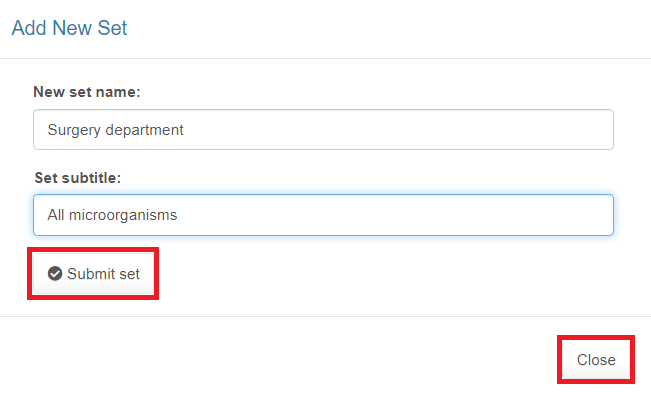 Add New Set
New set name:
Surgery department
Set subtitle:
All microorganisms
Submit set
Close